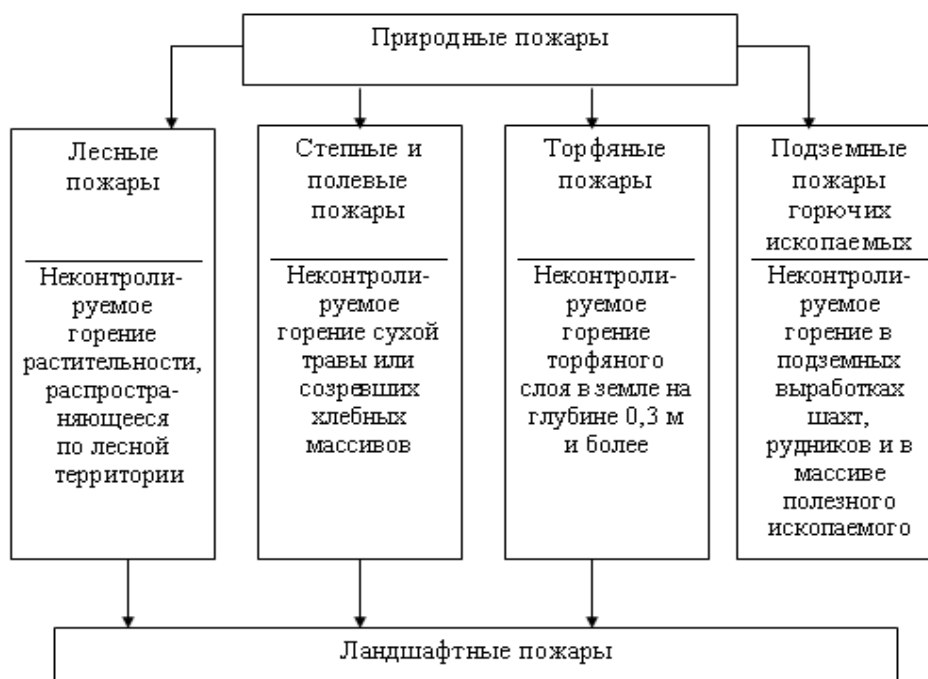 Природные пожары
Лесные
пожары
Неконтроли-
руемое
горение
растительности,
распростра-
няющееся
по лесной
территории
Степные и
полевые
пожары
Неконтроли-
руемое
горение сухой
травы или
созревших
хлебных
массивов
Торфяные
пожары
Неконтроли-
руемое
горение
торфяного
слоя в земле на
глубине 0,3 м
и более
Подземные
пожары
горючих
ископаемых
Неконтроли-
руемое
горение в
подземных
выработках
шахт,
рудников и в
массиве
полезного
ископаемого
Ландшафтные пожары